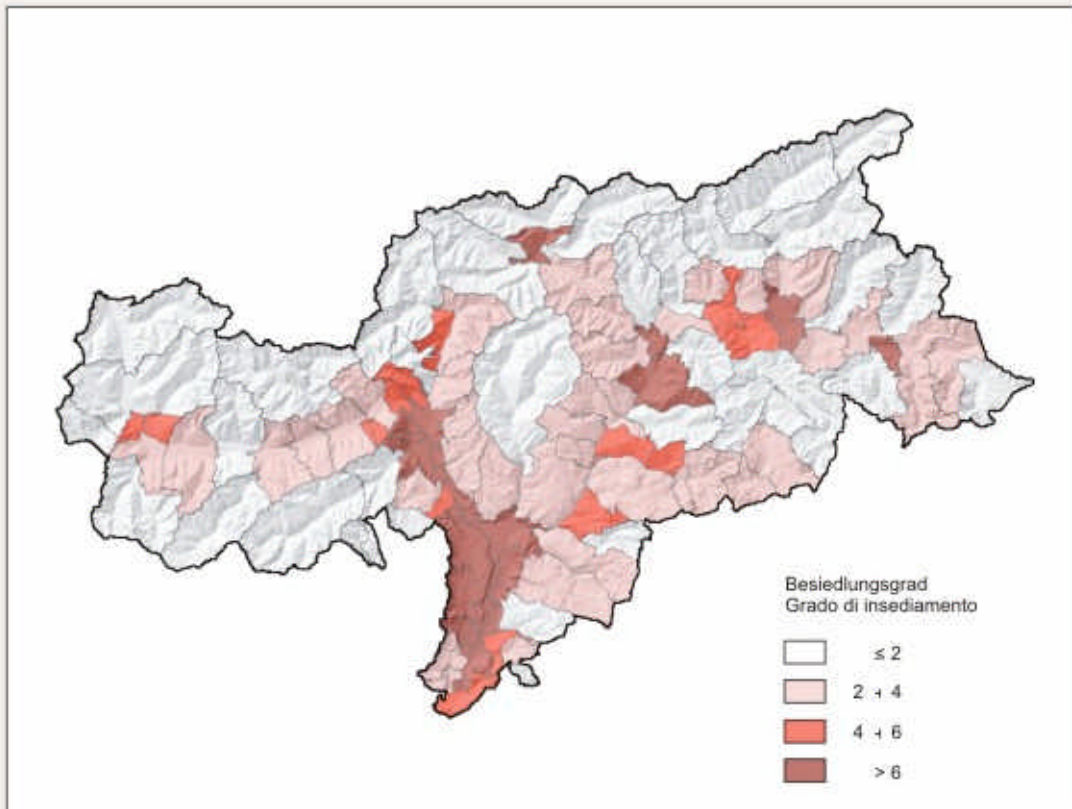 Besiedlungsgrad
Grado di insediamento
≤ 2
2 ÷ 4
4 ÷ 6
> 6